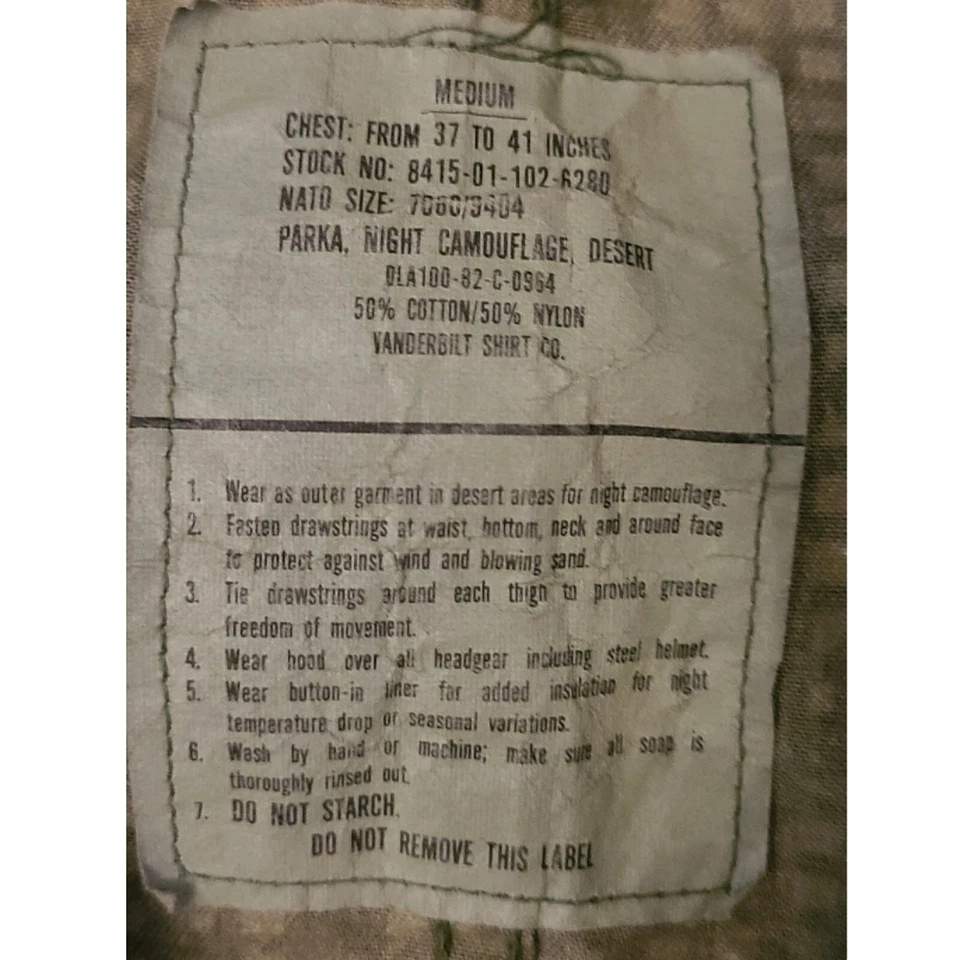 MEDIUM
CHEST: FROM 37 TO 41 INCHES
STOCK NO: 8415-01-102-6280
NATO SIZE:
PARKA, NIGHT CAMOUFLAGE, DESERT
DLA100-82-C-0964
50% COTTON/50% NYLON
VANDERBILT SHIRT CO.
1. Wear as outer garment in desert areas for night camouflage.
2. Fasten drawstrings at waist, bottom, neck and around face
to protect against wind and blowing sand.
3. Tie drawstrings around each thigh to provide greater
freedom of movement.
4. Wear hood over all headgear including steel helmet.
5. Wear button-in liner for added insulation for night
temperature drop or seasonal variations.
6. Wash by hand or machine; make sure all soap is
thoroughly rinsed out.
7. DO NOT STARCH.
DO NOT REMOVE THIS LABEL